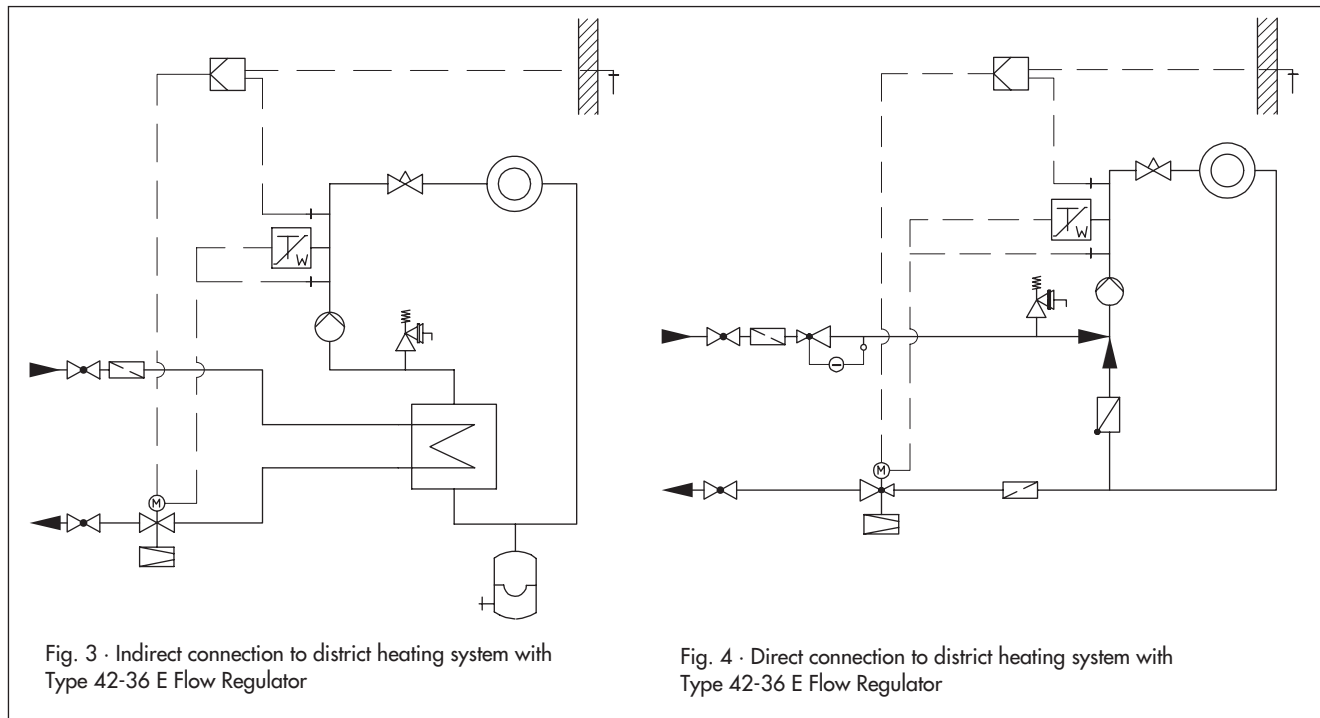 T
W
M
Fig. 3 · Indirect connection to district heating system with
Type 42-36 E Flow Regulator
T
W
M
Fig. 4 · Direct connection to district heating system with
Type 42-36 E Flow Regulator